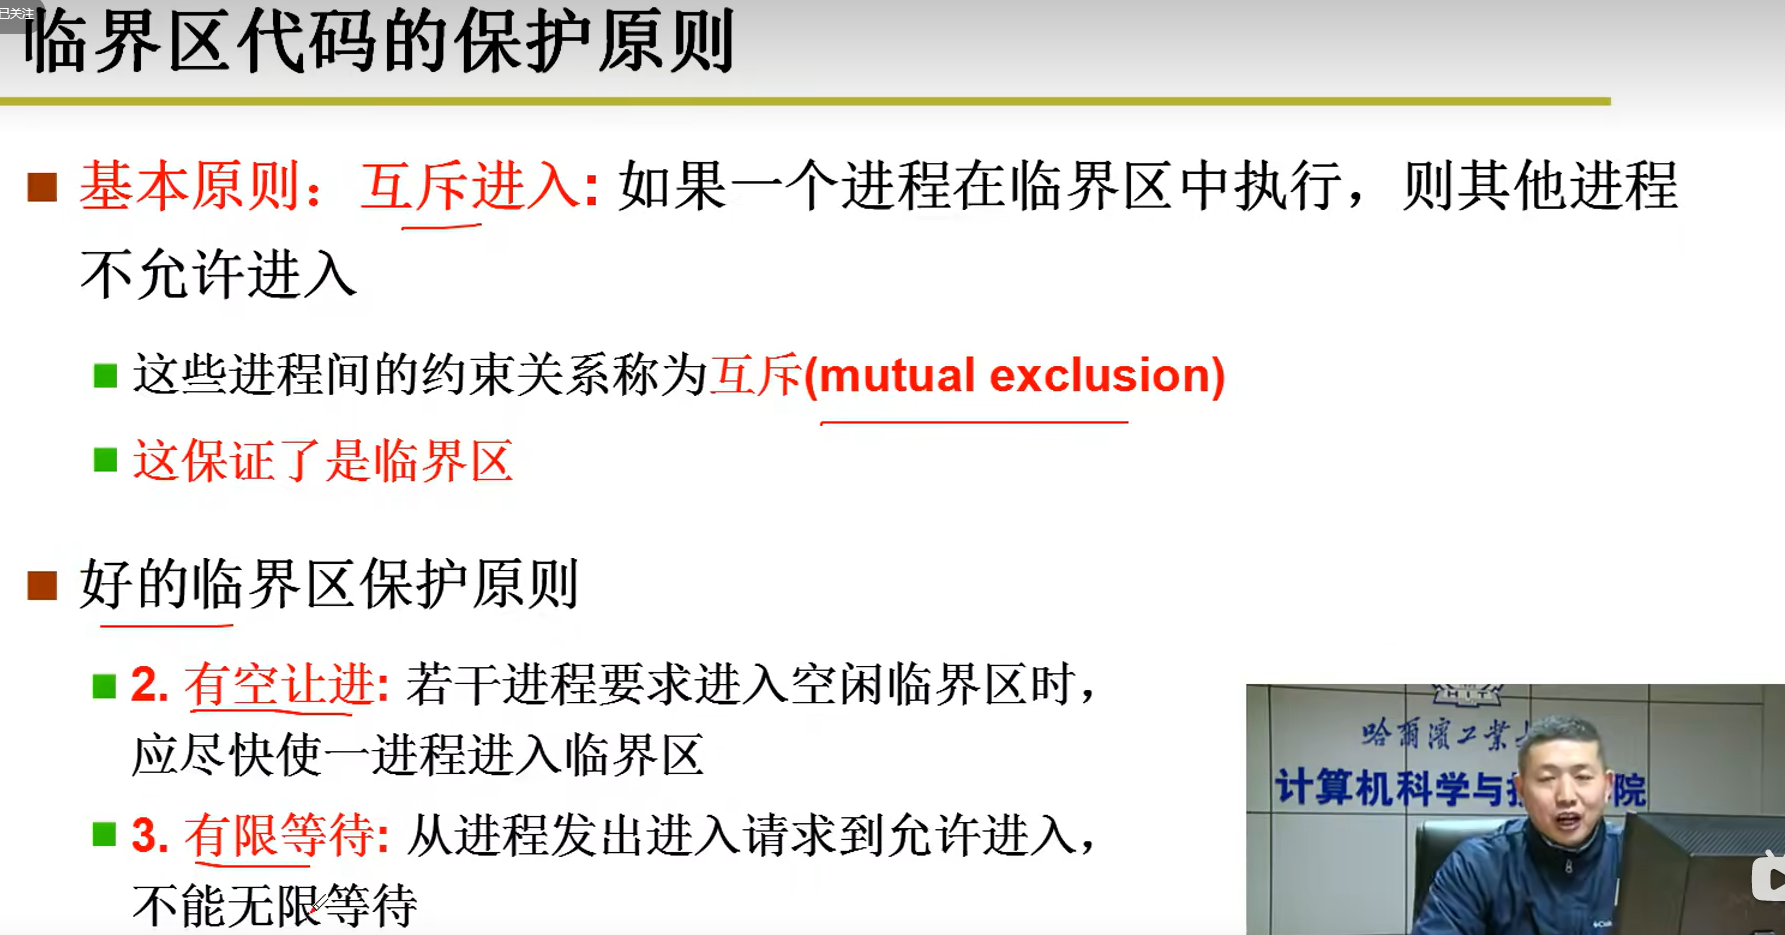 已关注
临界区代码的保护原则
基本原则：互斥进入: 如果一个进程在临界区中执行，则其他进程
不允许进入
这些进程间的约束关系称为互斥(mutual exclusion)
这保证了是临界区
好的临界区保护原则
2. 有空让进: 若干进程要求进入空闲临界区时，
应尽快使一进程进入临界区
3. 有限等待: 从进程发出进入请求到允许进入，
不能无限等待
HIT
哈爾濱工業
计算机科学与 院